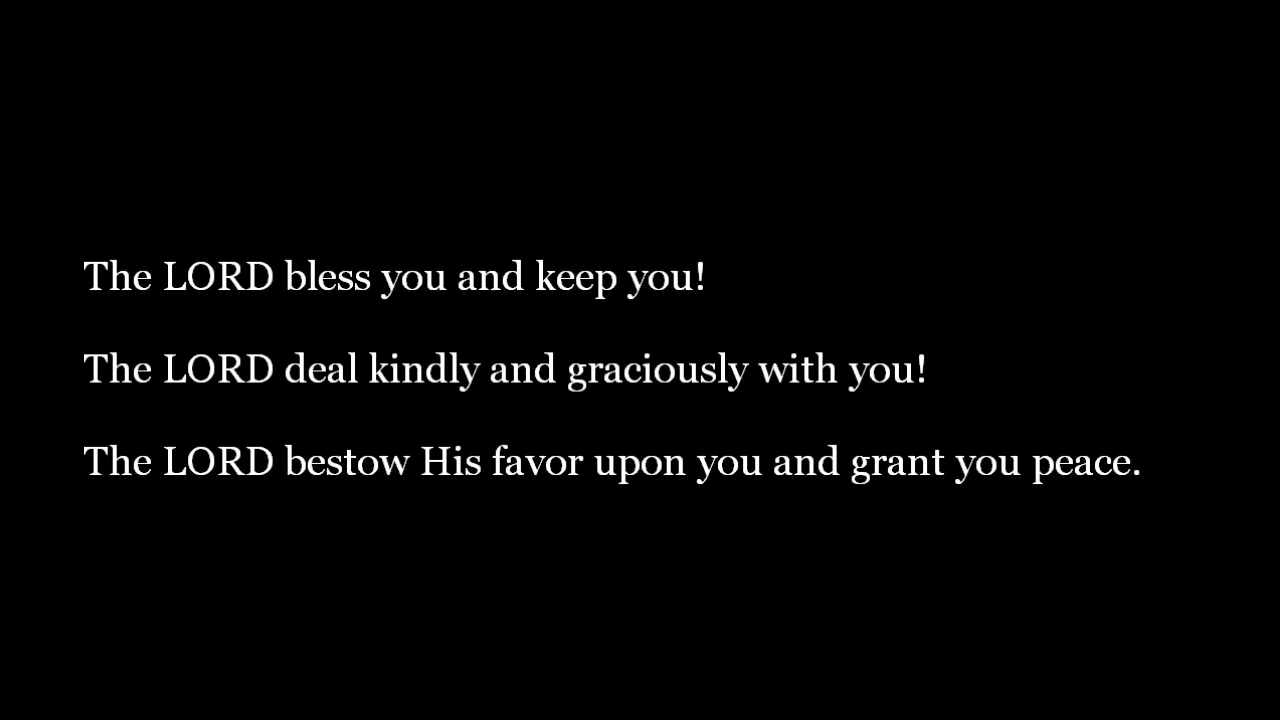 The LORD bless you and keep you!
The LORD deal kindly and graciously with you!
The LORD bestow His favor upon you and grant you peace.